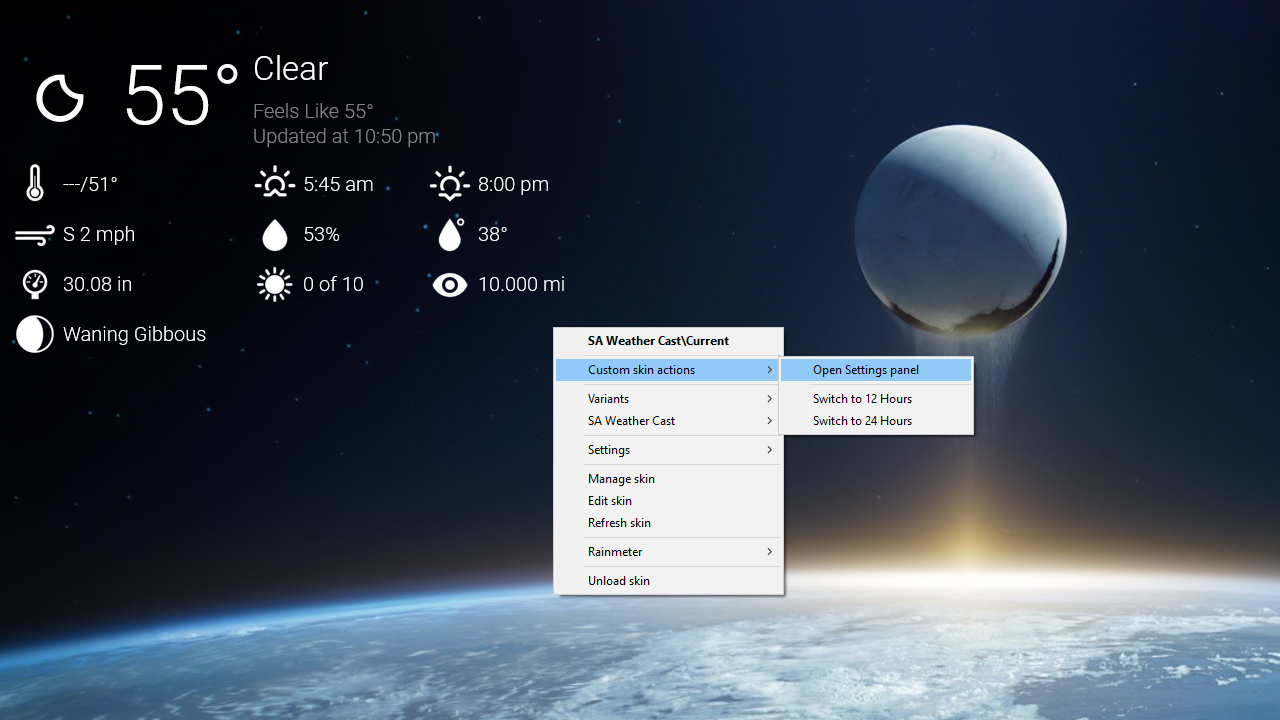 55°
Clear
Feels Like 55°
Updated at 10:50 pm
---/51°
5:45 am
8:00 pm
S 2 mph
53%
38°
30.08 in
0 of 10
10.000 mi
Waning Gibbous
SA Weather Cast\Current
Custom skin actions
Variants
SA Weather Cast
Settings
Manage skin
Edit skin
Refresh skin
Rainmeter
Unload skin
Open Settings panel
Switch to 12 Hours
Switch to 24 Hours